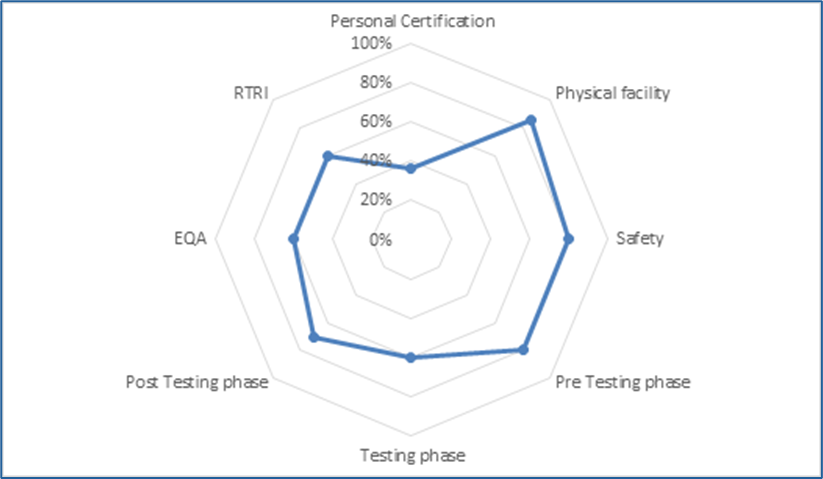 Personal Certification
100%
RTRI
80%
Physical facility
60%
40%
20%
EQA
0%
Safety
Post Testing phase
Pre Testing phase
Testing phase